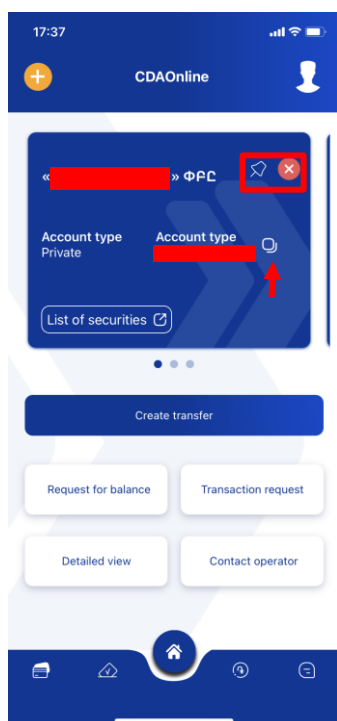 17:37
CDAOnline
« » ՓԲԸ
Account type
Private
Account type
List of securities
Create transfer
Request for balance
Transaction request
Detailed view
Contact operator